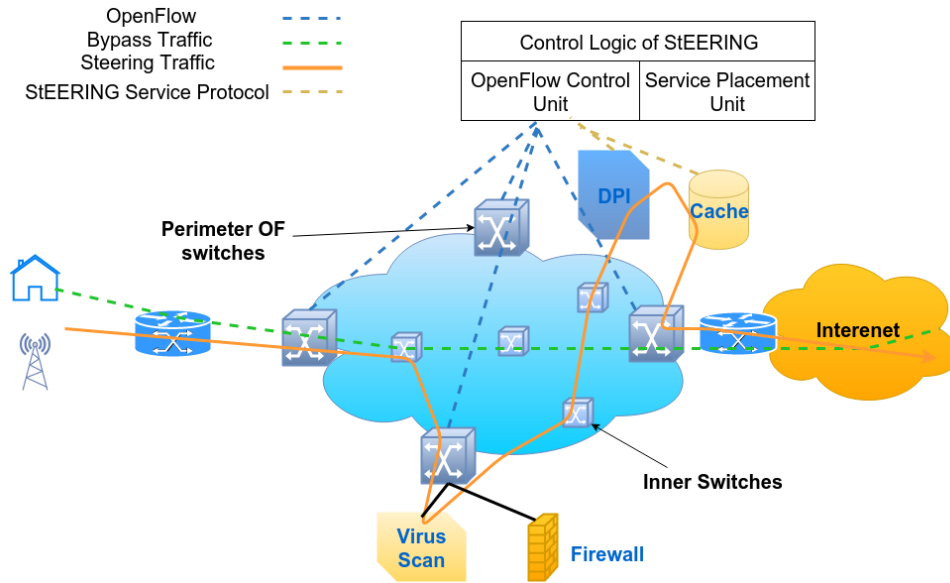 OpenFlow
Bypass Traffic
Steering Traffic
StEERING Service Protocol
Control Logic of StEERING
OpenFlow Control
Unit
Service Placement
Unit
DPI
Cache
Perimeter OF
switches
Interenet
Inner Switches
Virus
Scan
Firewall